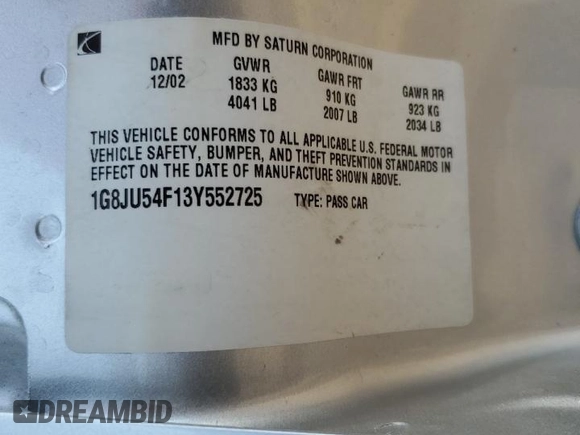 MFD BY SATURN CORPORATION
DATE GVWR GAWR FRT GAWR RR
12/02 1833 KG 910 KG 923 KG
4041 LB 2007 LB 2034 LB
THIS VEHICLE CONFORMS TO ALL APPLICABLE U.S. FEDERAL MOTOR
VEHICLE SAFETY, BUMPER, AND THEFT PREVENTION STANDARDS IN
EFFECT ON THE DATE OF MANUFACTURE SHOWN ABOVE.
1G8JU54F13Y552725 TYPE: PASS CAR
DREAMBID